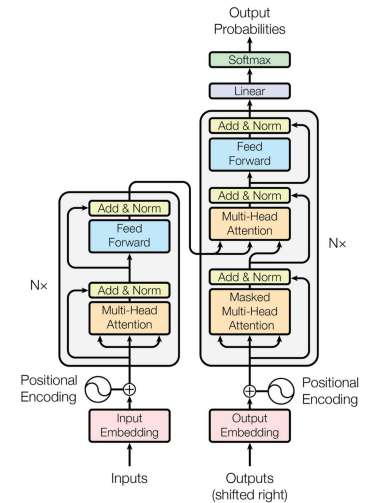 Output
Probabilities
Softmax
Linear
Add & Norm
Feed
Forward
Add & Norm
Multi-Head
Attention
Add & Norm
Masked
Multi-Head
Attention
Nx
Add & Norm
Feed
Forward
Add & Norm
Multi-Head
Attention
Nx
Positional
Encoding
Positional
Encoding
Input
Embedding
Output
Embedding
Inputs
Outputs
(shifted right)